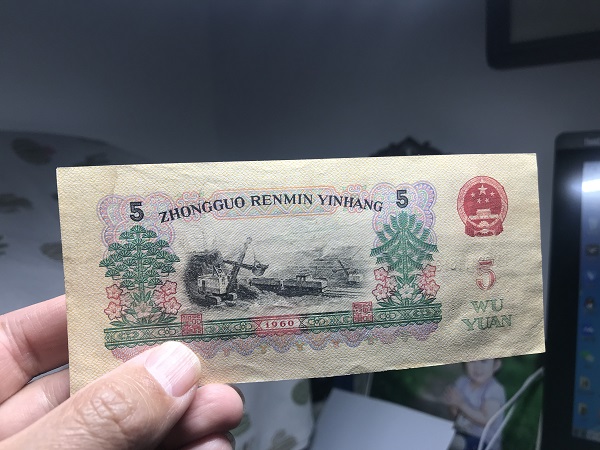 5 ZHONGGUO RENMIN YINHANG 5
5
WU
YUAN
1960